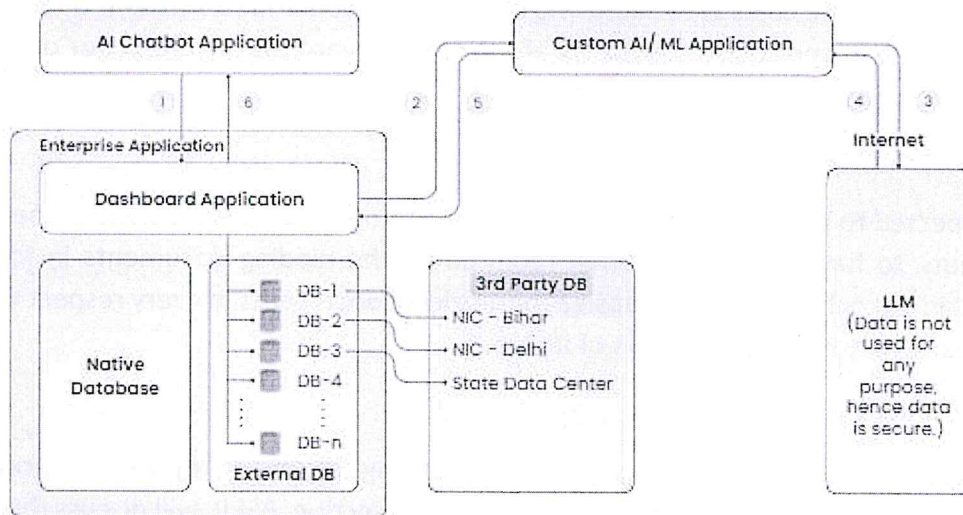 AI Chatbot Application
Custom AI/ ML Application
1
6
2
5
4
3
Enterprise Application
Internet
Dashboard Application
3rd Party DB
DB-1
DB-2
DB-3
DB-4
DB-n
External DB
NIC - Bihar
NIC - Delhi
State Data Center
Native
Database
LLM
(Data is not
used for
any
purpose,
hence data
is secure.)